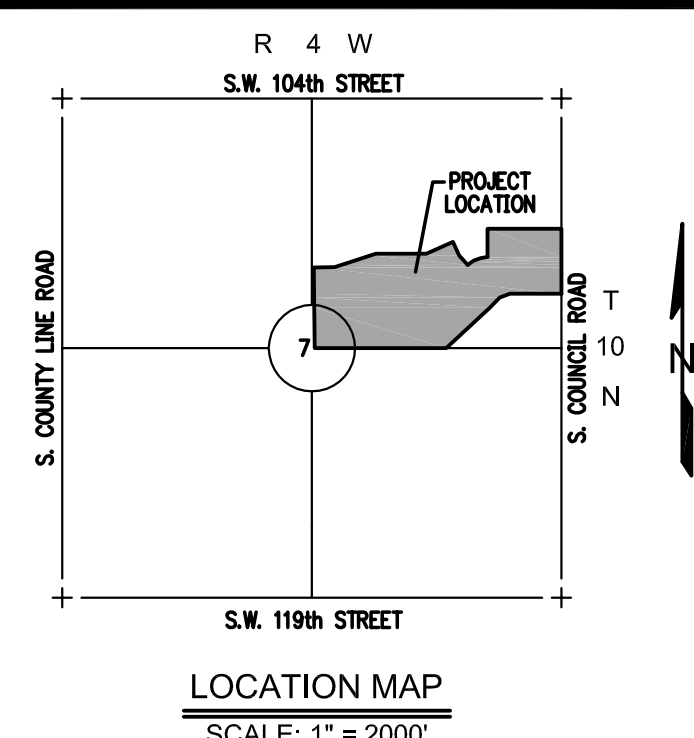 R 4 W
S.W. 104th STREET
PROJECT
LOCATION
S. COUNTY LINE ROAD
7
S. COUNCIL ROAD
T
10
N
N
S.W. 119th STREET
LOCATION MAP
SCALE: 1" = 2000'